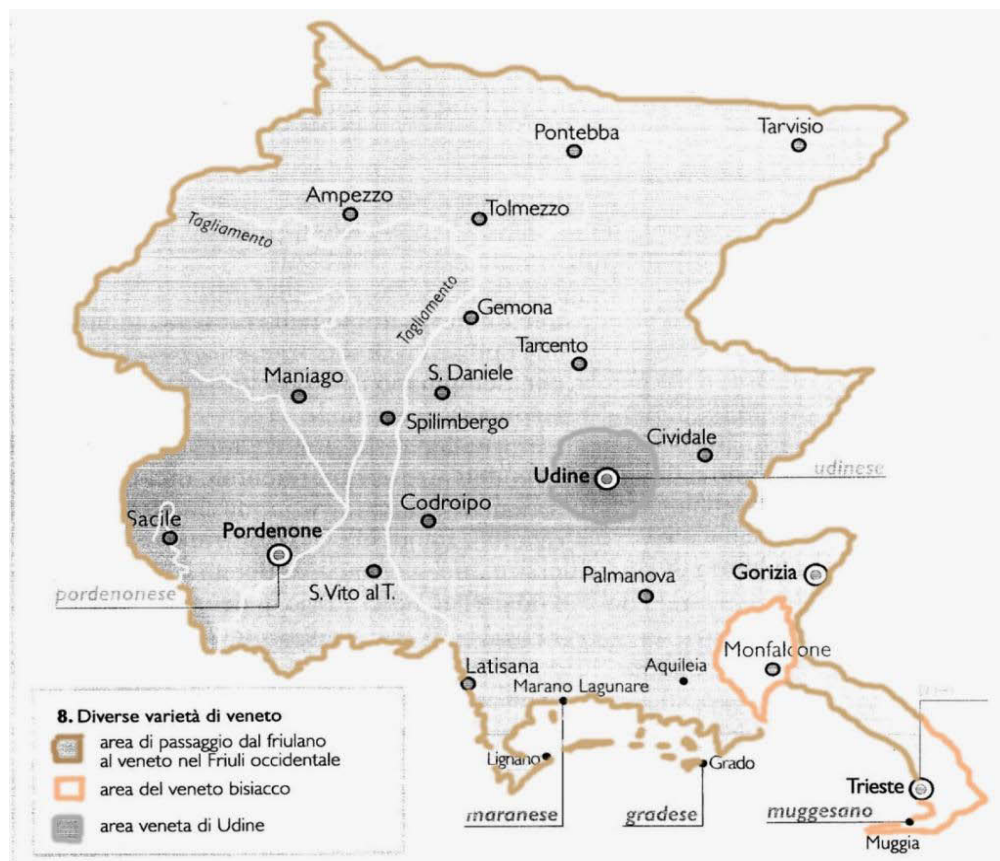 Pontebba
Tarvisio
Ampezzo
Tolmezzo
Tagliamento
Tagliamento
Gemona
Tarcento
Maniago
S. Daniele
Spilimbergo
Cividale
Udine
udinese
Codroipo
Sacile
Pordenone
Gorizia
pordenonese
S. Vito al T.
Palmanova
Monfalcone
Latisana
Aquileia
Marano Lagunare
Lignano
Grado
Trieste
maranese
gradese
muggesano
Muggia
8. Diverse varietà di veneto
area di passaggio dal friulano
al veneto nel Friuli occidentale
area del veneto bisiacco
area veneta di Udine